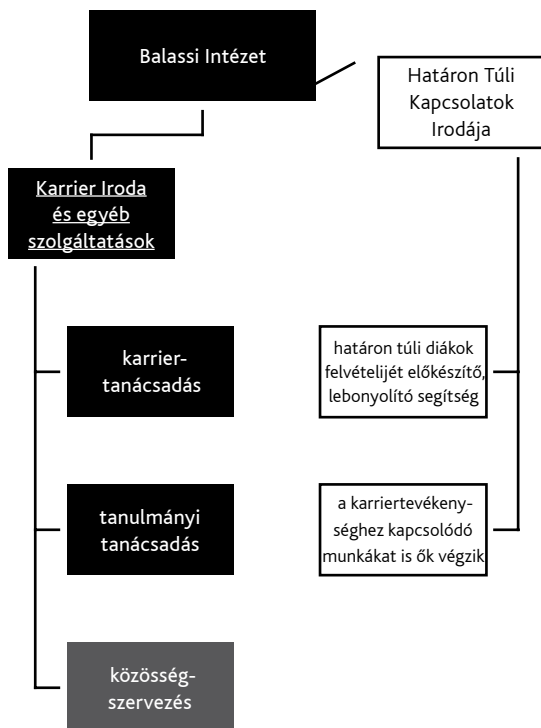 Balassi Intézet
Határon Túli
Kapcsolatok
Irodája
Karrier Iroda
és egyéb
szolgáltatások
karrier-
tanácsadás
határon túli diákok
felvételijét előkészítő,
lebonyolító segítség
tanulmányi
tanácsadás
a karriertevékeny-
séghez kapcsolódó
munkákat is ők végzik
közösség-
szervezés